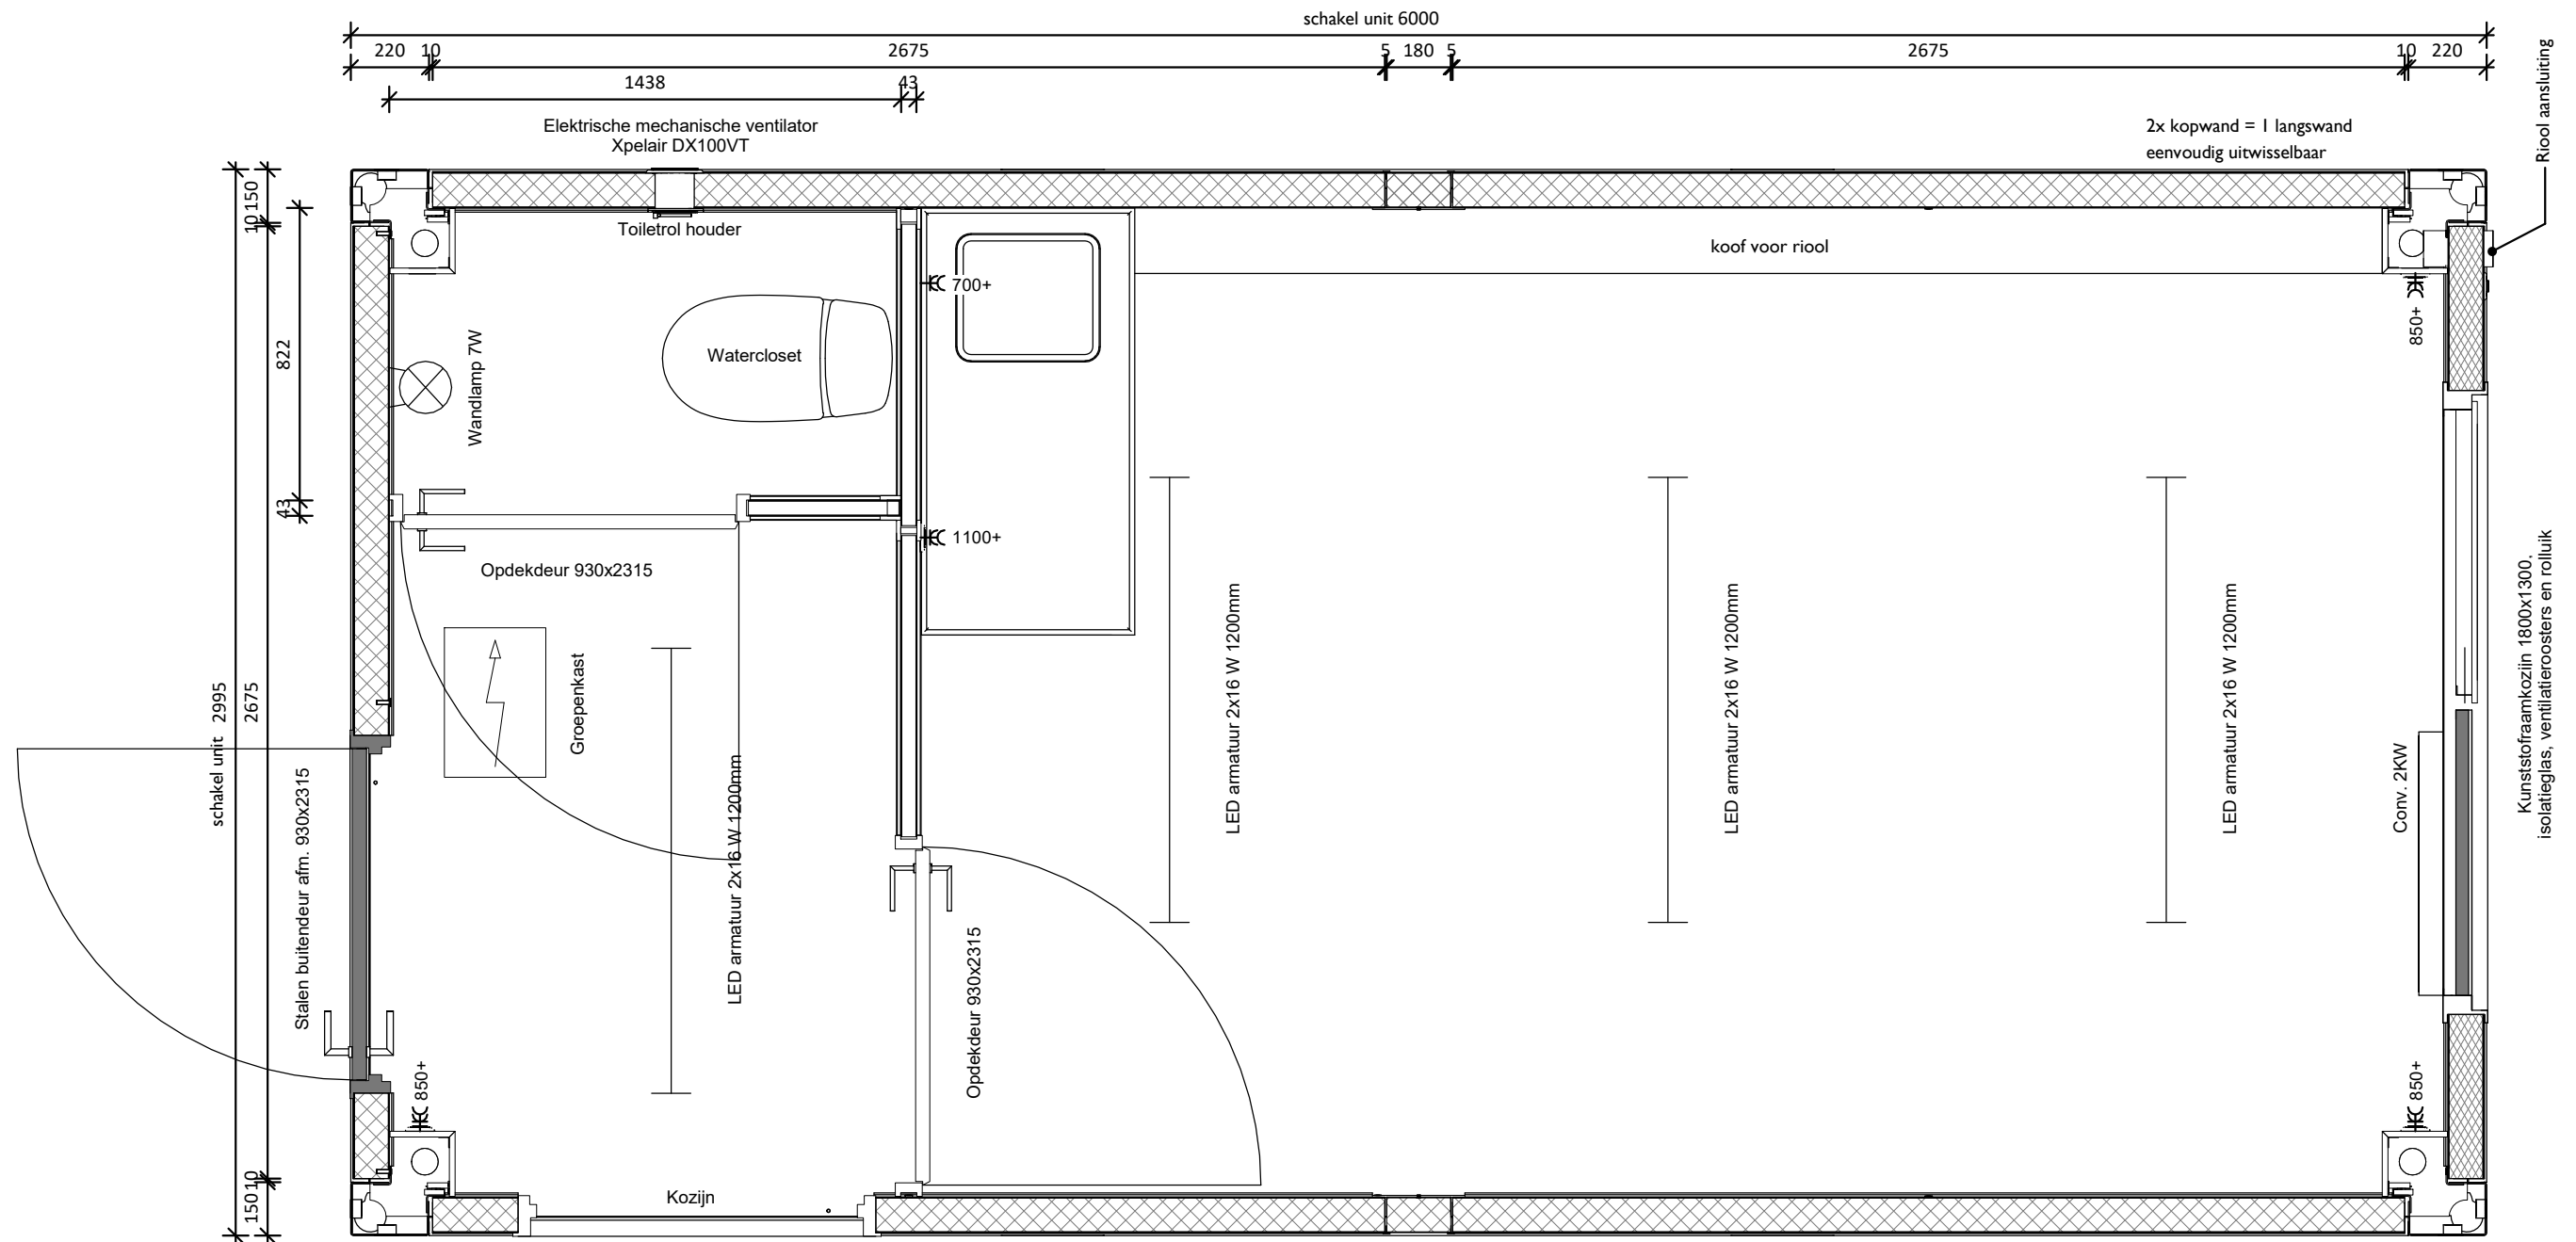 schakel unit 6000
220
10
2675
5
180
5
2675
10
220
1438
43
Elektrische mechanische ventilator
Xpelair DX100VT
2x kopwand = 1 langswand
eenvoudig uitwisselbaar
Riool aansluiting
150
10
822
43
schakel unit 2995
2675
10
150
Toiletrol houder
koof voor riool
700+
850+
Watercloset
Wandlamp 7W
1100+
Opdekdeur 930x2315
Groepenkast
LED armatuur 2x16 W 1200mm
LED armatuur 2x16 W 1200mm
LED armatuur 2x16 W 1200mm
LED armatuur 2x16 W 1200mm
Kunststofraamkozijn 1800x1300,
isolatieglas, ventilatieroosters en rolluik
Conv. 2KW
Stalen buitendeur afm. 930x2315
Opdekdeur 930x2315
850+
850+
Kozijn